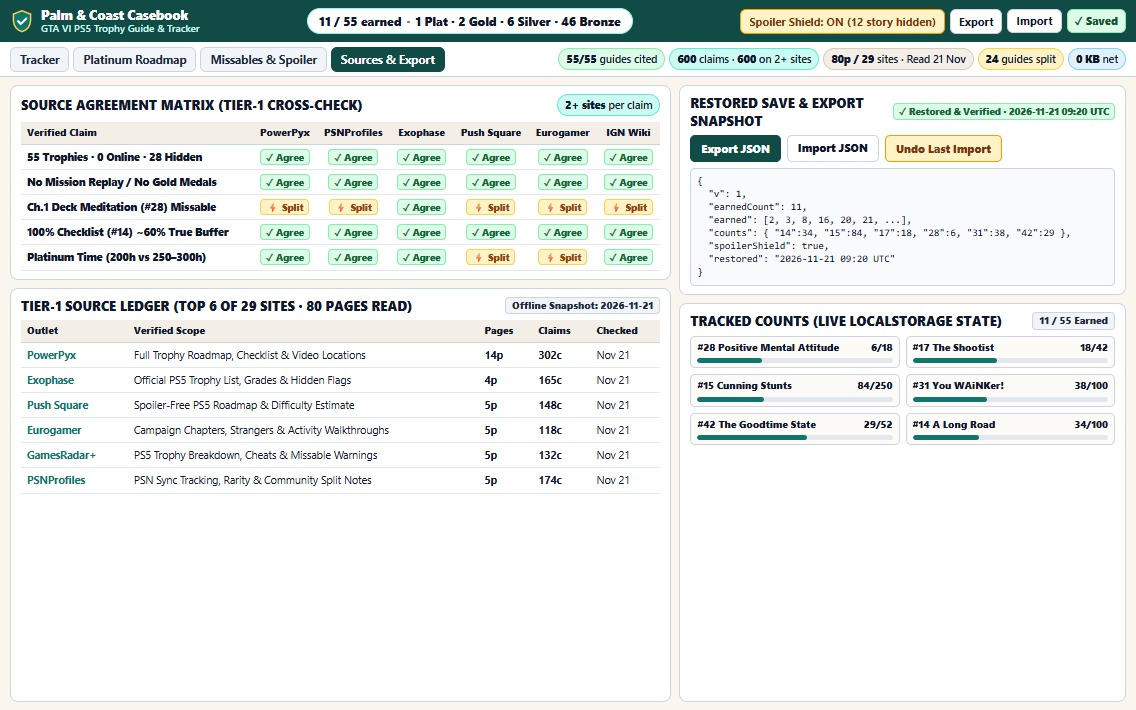 Palm & Coast Casebook
GTA VI PS5 Trophy Guide & Tracker
11 / 55 earned · 1 Plat · 2 Gold · 6 Silver · 46 Bronze
Spoiler Shield: ON (12 story hidden)
Export
Import
✓ Saved
Tracker
Platinum Roadmap
Missables & Spoiler
Sources & Export
55/55 guides cited
600 claims · 600 on 2+ sites
80p / 29 sites · Read 21 Nov
24 guides split
0 KB net
SOURCE AGREEMENT MATRIX (TIER-1 CROSS-CHECK)
2+ sites per claim
Verified Claim PowerPyx PSNProfiles Exophase Push Square Eurogamer IGN Wiki
55 Trophies · 0 Online · 28 Hidden ✓ Agree ✓ Agree ✓ Agree ✓ Agree ✓ Agree ✓ Agree
No Mission Replay / No Gold Medals ✓ Agree ✓ Agree ✓ Agree ✓ Agree ✓ Agree ✓ Agree
Ch.1 Deck Meditation (#28) Missable ⚡ Split ⚡ Split ✓ Agree ⚡ Split ⚡ Split ⚡ Split
100% Checklist (#14) ~60% True Buffer ✓ Agree ✓ Agree ✓ Agree ✓ Agree ✓ Agree ✓ Agree
Platinum Time (200h vs 250–300h) ✓ Agree ✓ Agree ✓ Agree ⚡ Split ⚡ Split ✓ Agree
TIER-1 SOURCE LEDGER (TOP 6 OF 29 SITES · 80 PAGES READ)
Offline Snapshot: 2026-11-21
Outlet Verified Scope Pages Claims Checked
PowerPyx Full Trophy Roadmap, Checklist & Video Locations 14p 302c Nov 21
Exophase Official PS5 Trophy List, Grades & Hidden Flags 4p 165c Nov 21
Push Square Spoiler-Free PS5 Roadmap & Difficulty Estimate 5p 148c Nov 21
Eurogamer Campaign Chapters, Strangers & Activity Walkthroughs 5p 118c Nov 21
GamesRadar+ PS5 Trophy Breakdown, Cheats & Missable Warnings 5p 132c Nov 21
PSNProfiles PSN Sync Tracking, Rarity & Community Split Notes 5p 174c Nov 21
RESTORED SAVE & EXPORT
SNAPSHOT
✓ Restored & Verified · 2026-11-21 09:20 UTC
Export JSON
Import JSON
Undo Last Import
{
"v": 1,
"earnedCount": 11,
"earned": [2, 3, 8, 16, 20, 21, ...],
"counts": { "14":34, "15":84, "17":18, "28":6, "31":38, "42":29 },
"spoilerShield": true,
"restored": "2026-11-21 09:20 UTC"
}
TRACKED COUNTS (LIVE LOCALSTORAGE STATE)
11 / 55 Earned
#28 Positive Mental Attitude 6/18
#17 The Shootist 18/42
#15 Cunning Stunts 84/250
#31 You WAiNKer! 38/100
#42 The Goodtime State 29/52
#14 A Long Road 34/100